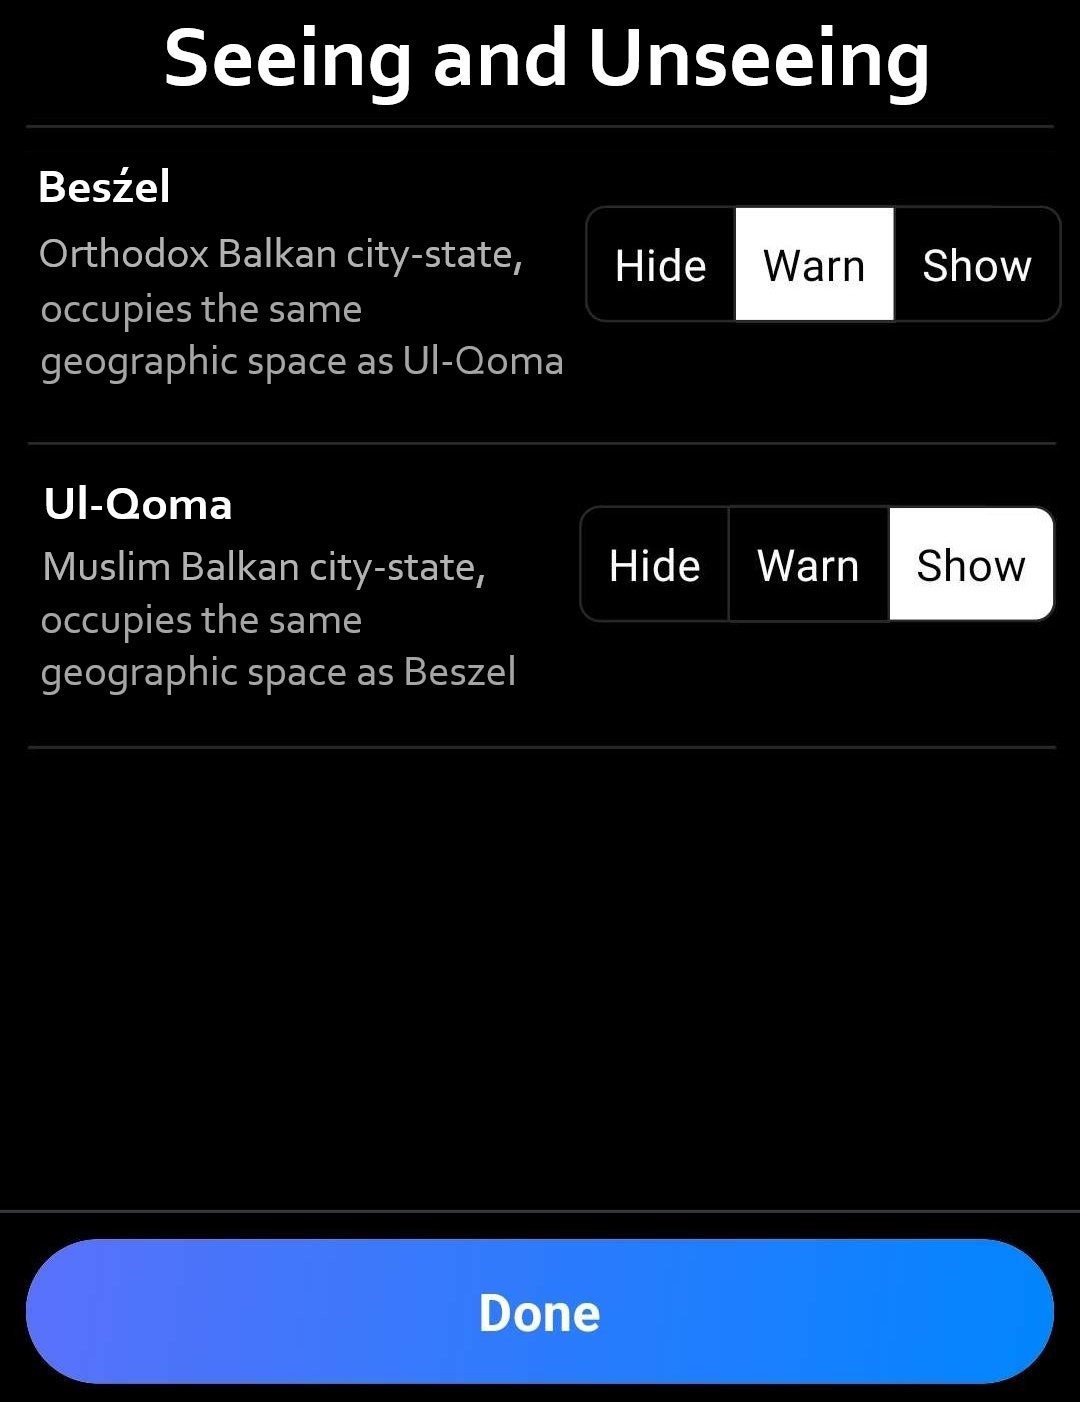 Seeing and Unseeing
Besźel
Orthodox Balkan city-state,
occupies the same
geographic space as Ul-Qoma
Hide Warn Show
Ul-Qoma
Muslim Balkan city-state,
occupies the same
geographic space as Beszel
Hide Warn Show
Done